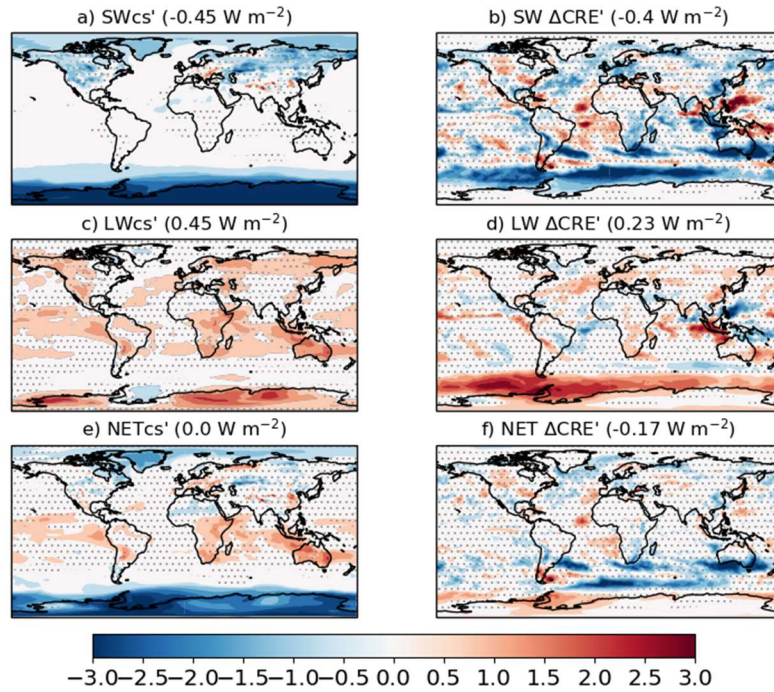 a) SWcs' (-0.45 W m⁻²)
b) SW ΔCRE' (-0.4 W m⁻²)
c) LWcs' (0.45 W m⁻²)
d) LW ΔCRE' (0.23 W m⁻²)
e) NETcs' (0.0 W m⁻²)
f) NET ΔCRE' (-0.17 W m⁻²)
−3.0 −2.5 −2.0 −1.5 −1.0 −0.5 0.0 0.5 1.0 1.5 2.0 2.5 3.0